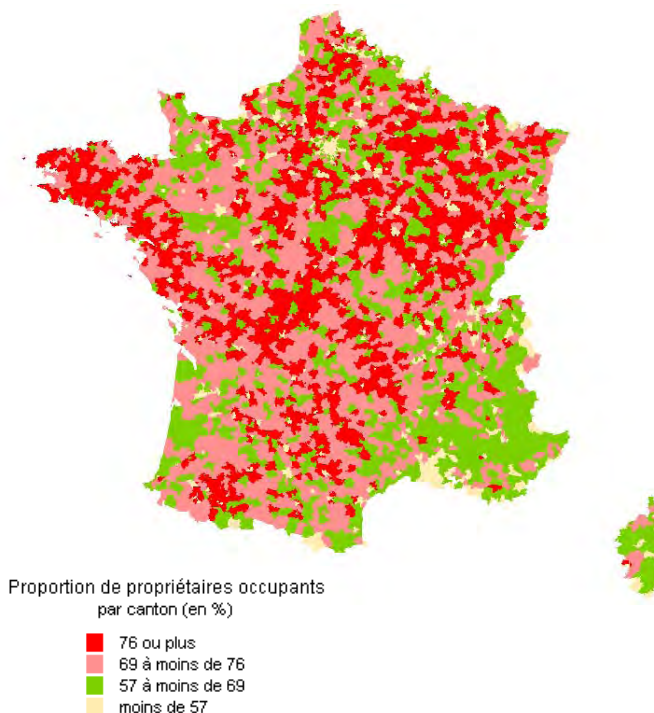 Proportion de propriétaires occupants
par canton (en %)
76 ou plus
69 à moins de 76
57 à moins de 69
moins de 57